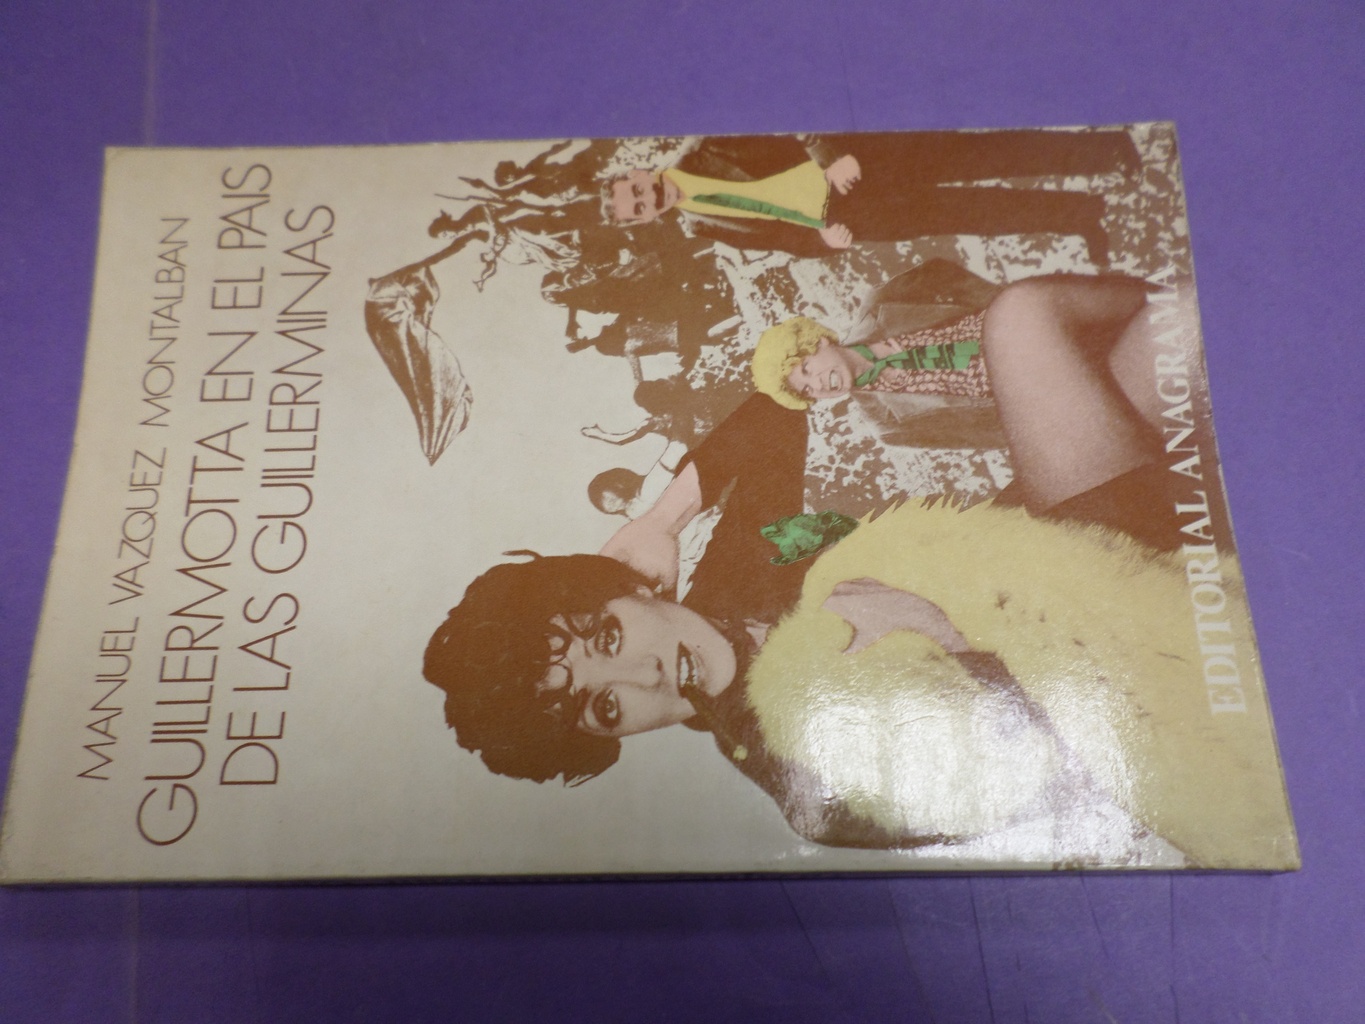 MANUEL VAZQUEZ MONTALBAN
GUILLERMOTTA EN EL PAIS
DE LAS GUILLERMINAS
EDITORIAL ANAGRAMA